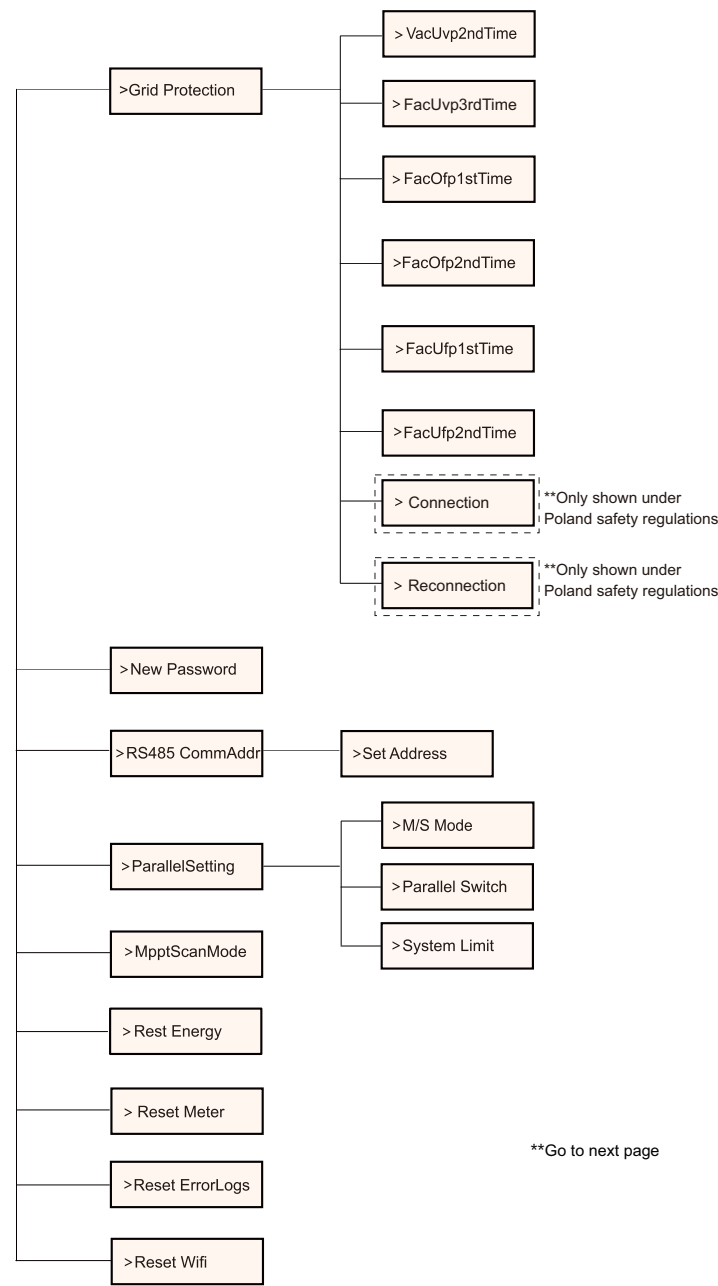 > VacUvp2ndTime
>Grid Protection
> FacUvp3rdTime
> FacOfp1stTime
>FacOfp2ndTime
>FacUfp1stTime
>FacUfp2ndTime
> Connection
**Only shown under
Poland safety regulations
> Reconnection
**Only shown under
Poland safety regulations
>New Password
>RS485 CommAddr
>Set Address
>M/S Mode
>ParallelSetting
>Parallel Switch
>System Limit
>MpptScanMode
>Rest Energy
> Reset Meter
**Go to next page
>Reset ErrorLogs
>Reset Wifi